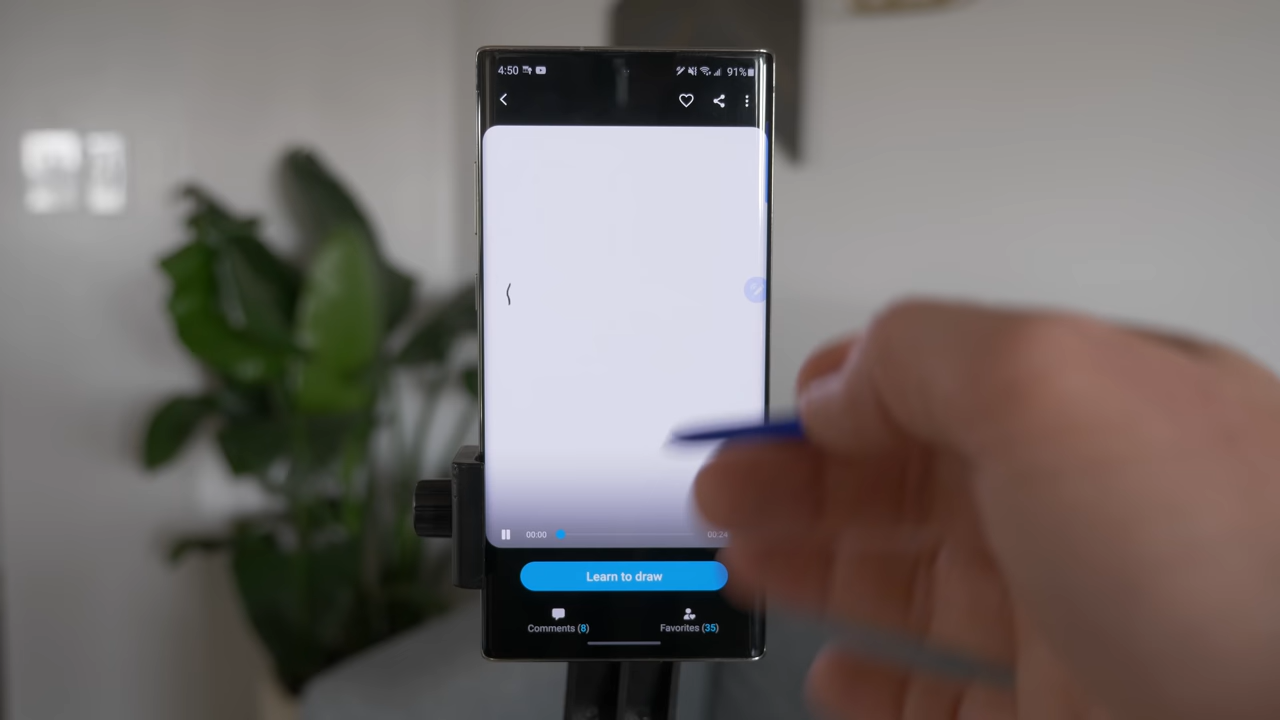 4:50
91%
00:00
00:24
Learn to draw
Comments (8)
Favorites (35)